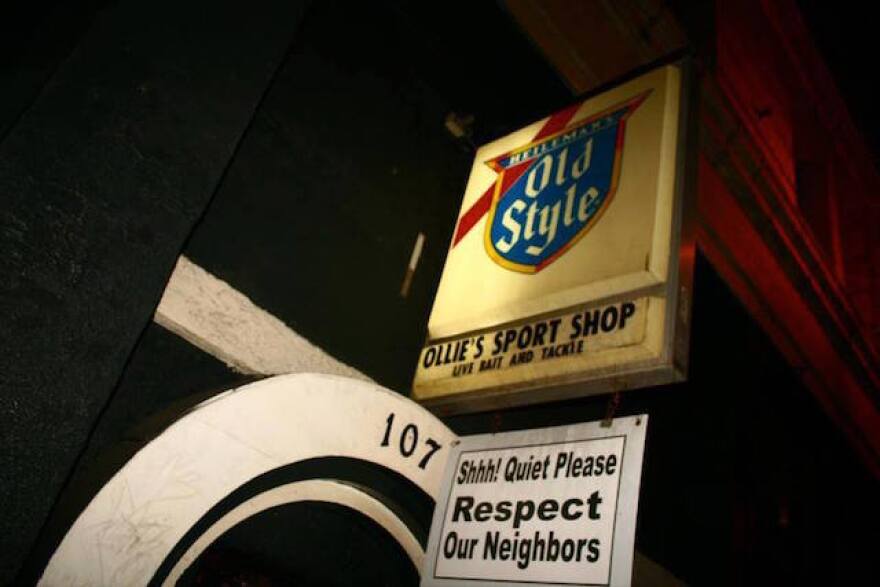 HEILEMAN'S
Old
Style
OLLIE'S SPORT SHOP
LIVE BAIT AND TACKLE
107
Shhh! Quiet Please
Respect
Our Neighbors